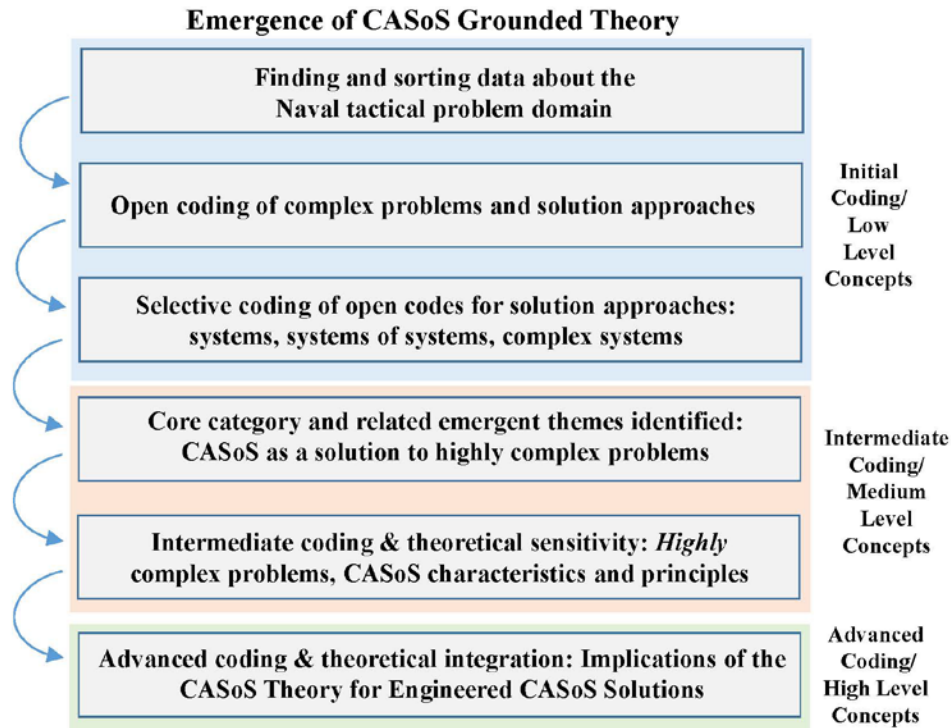 Emergence of CASoS Grounded Theory
Finding and sorting data about the
Naval tactical problem domain
Open coding of complex problems and solution approaches
Selective coding of open codes for solution approaches:
systems, systems of systems, complex systems
Initial
Coding/
Low
Level
Concepts
Core category and related emergent themes identified:
CASoS as a solution to highly complex problems
Intermediate coding & theoretical sensitivity: Highly
complex problems, CASoS characteristics and principles
Intermediate
Coding/
Medium
Level
Concepts
Advanced coding & theoretical integration: Implications of the
CASoS Theory for Engineered CASoS Solutions
Advanced
Coding/
High Level
Concepts